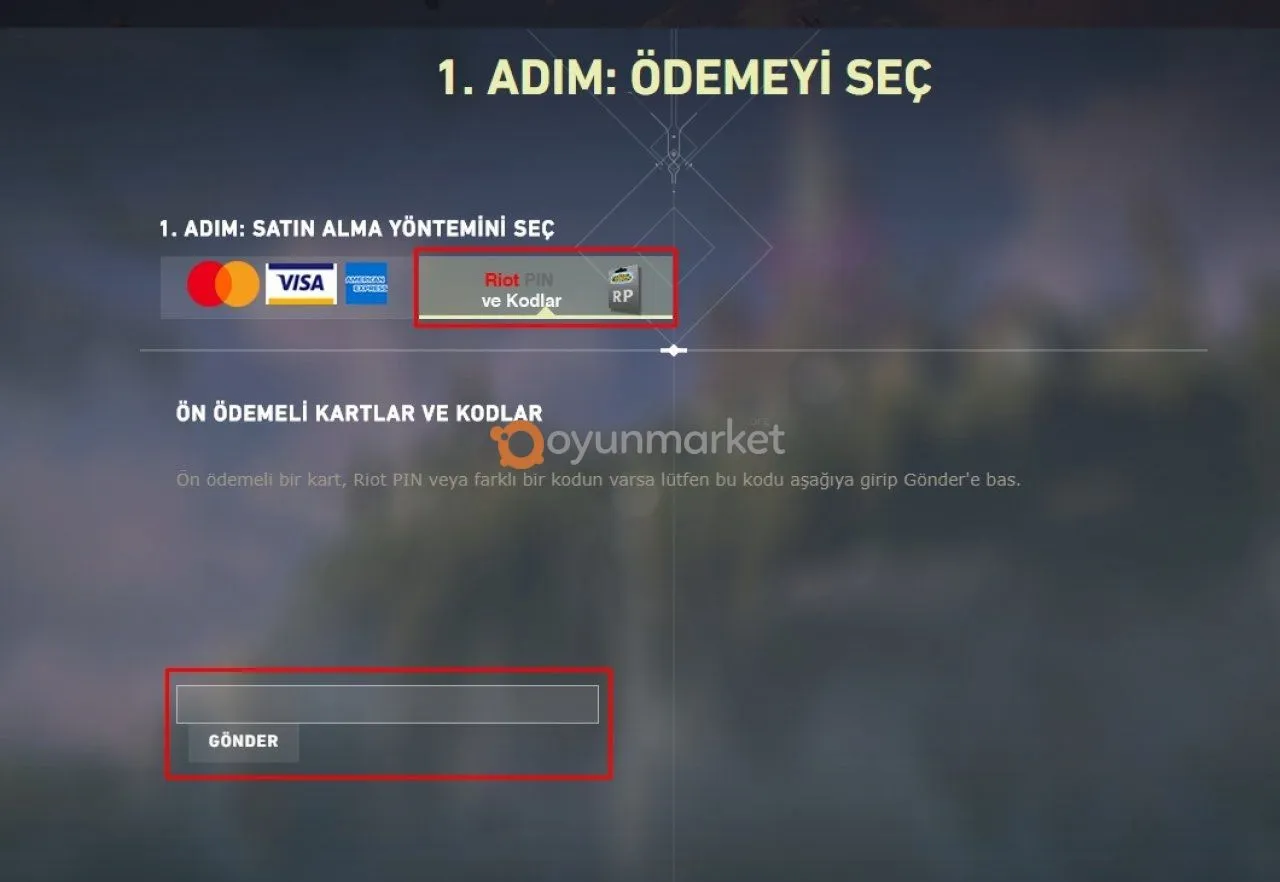 1. ADIM: ÖDEMEYİ SEÇ
1. ADIM: SATIN ALMA YÖNTEMİNİ SEÇ
VISA
AMERICAN
EXPRESS
Riot PIN
ve Kodlar
RP
ÖN ÖDEMELİ KARTLAR VE KODLAR
oyunmarket
Ön ödemeli bir kart, Riot PIN veya farklı bir kodun varsa lütfen bu kodu aşağıya girip Gönder'e bas.
GÖNDER